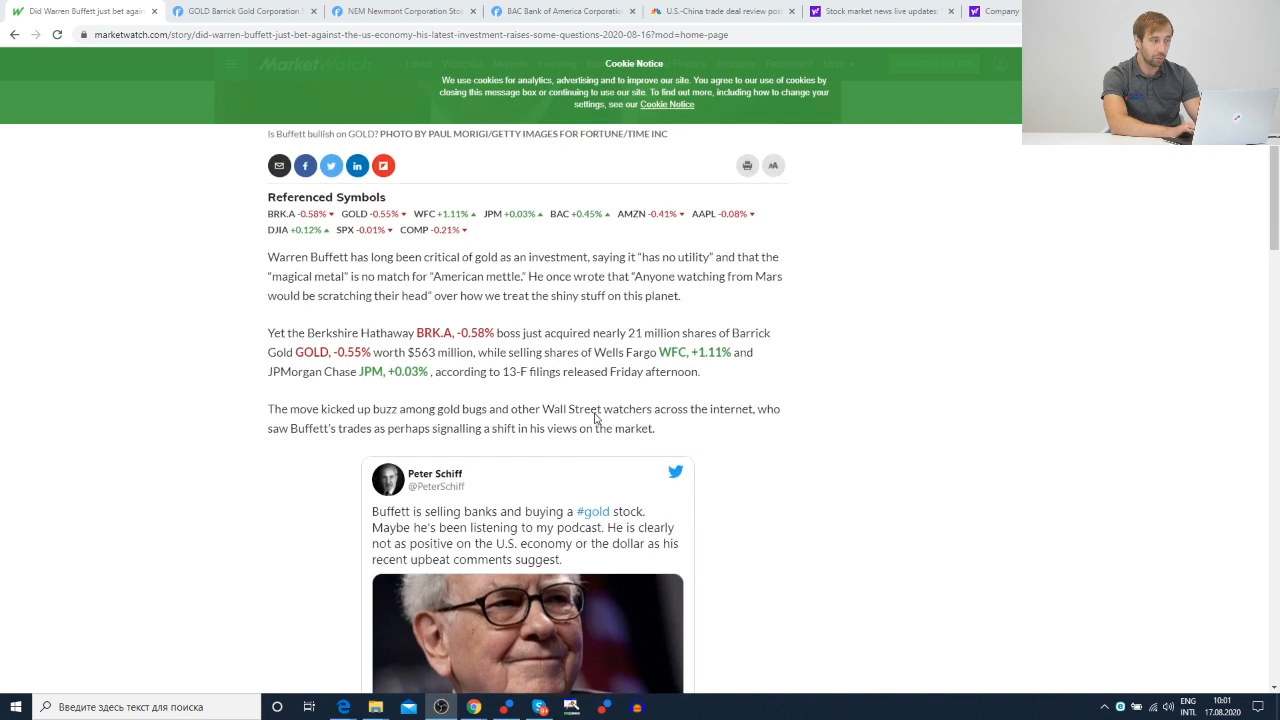 Did Warren Buffett just bet again
GOLD Barrick Gold Corporation S
NEM Newmont Corporation Stoc
BAC Bank of America Corporation
U.S.-China trade deal review post
Stock market news live updates:
Company
marketwatch.com/story/did-warren-buffett-just-bet-against-the-us-economy-his-latest-investment-raises-some-questions-2020-08-16?mod=home-page
MarketWatch
Cookie Notice
We use cookies for analytics, advertising and to improve our site. You agree to our use of cookies by
closing this message box or continuing to use our site. To find out more, including how to change your
settings, see our Cookie Notice
Is Buffett bullish on GOLD? PHOTO BY PAUL MORIGI/GETTY IMAGES FOR FORTUNE/TIME INC
Referenced Symbols
BRK.A -0.58% GOLD -0.55% WFC +1.11% JPM +0.03% BAC +0.45% AMZN -0.41% AAPL -0.08%
DJIA +0.12% SPX -0.01% COMP -0.21%
Warren Buffett has long been critical of gold as an investment, saying it “has no utility” and that the
“magical metal” is no match for “American mettle.” He once wrote that “Anyone watching from Mars
would be scratching their head” over how we treat the shiny stuff on this planet.
Yet the Berkshire Hathaway BRK.A, -0.58% boss just acquired nearly 21 million shares of Barrick
Gold GOLD, -0.55% worth $563 million, while selling shares of Wells Fargo WFC, +1.11% and
JPMorgan Chase JPM, +0.03% , according to 13-F filings released Friday afternoon.
The move kicked up buzz among gold bugs and other Wall Street watchers across the internet, who
saw Buffett’s trades as perhaps signalling a shift in his views on the market.
Peter Schiff
@PeterSchiff
Buffett is selling banks and buying a #gold stock.
Maybe he's been listening to my podcast. He is clearly
not as positive on the U.S. economy or the dollar as his
recent upbeat comments suggest.
Введите здесь текст для поиска
ENG
INTL
10:01
17.08.2020